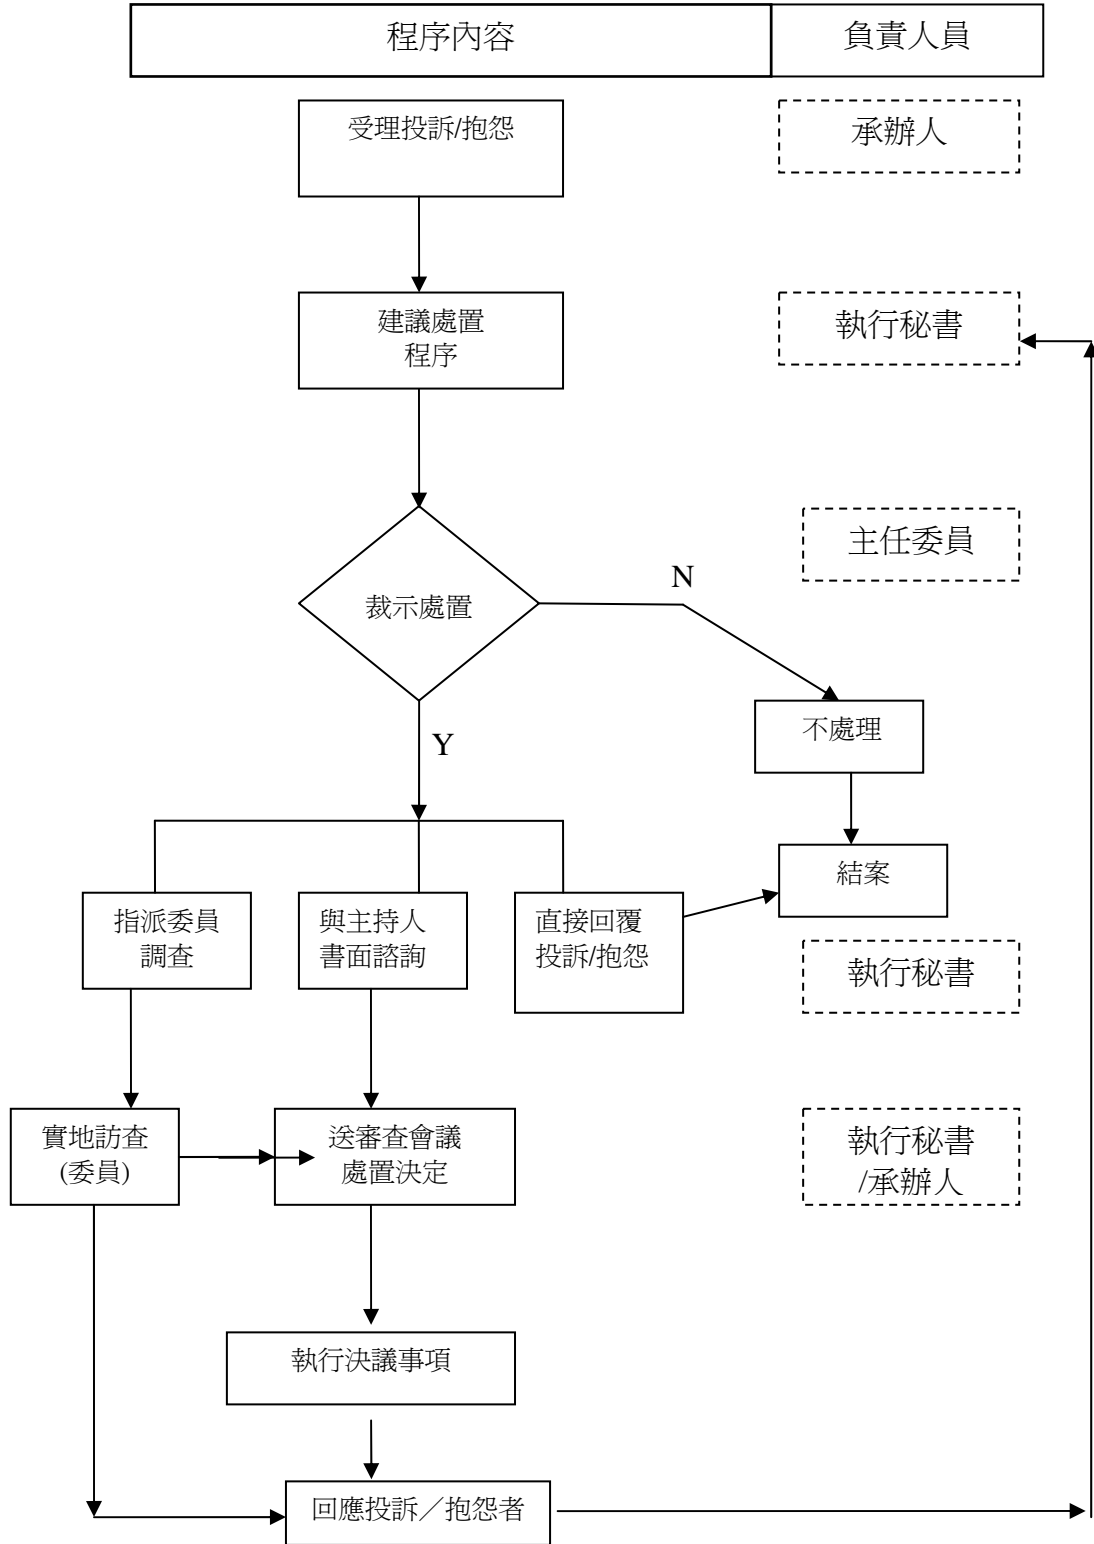 程序內容
負責人員
受理投訴/抱怨
承辦人
建議處置
程序
執行秘書
主任委員
裁示處置
N
不處理
Y
結案
指派委員
調查
與主持人
書面諮詢
直接回覆
投訴/抱怨
執行秘書
實地訪查
(委員)
送審查會議
處置決定
執行秘書
/承辦人
執行決議事項
回應投訴／抱怨者